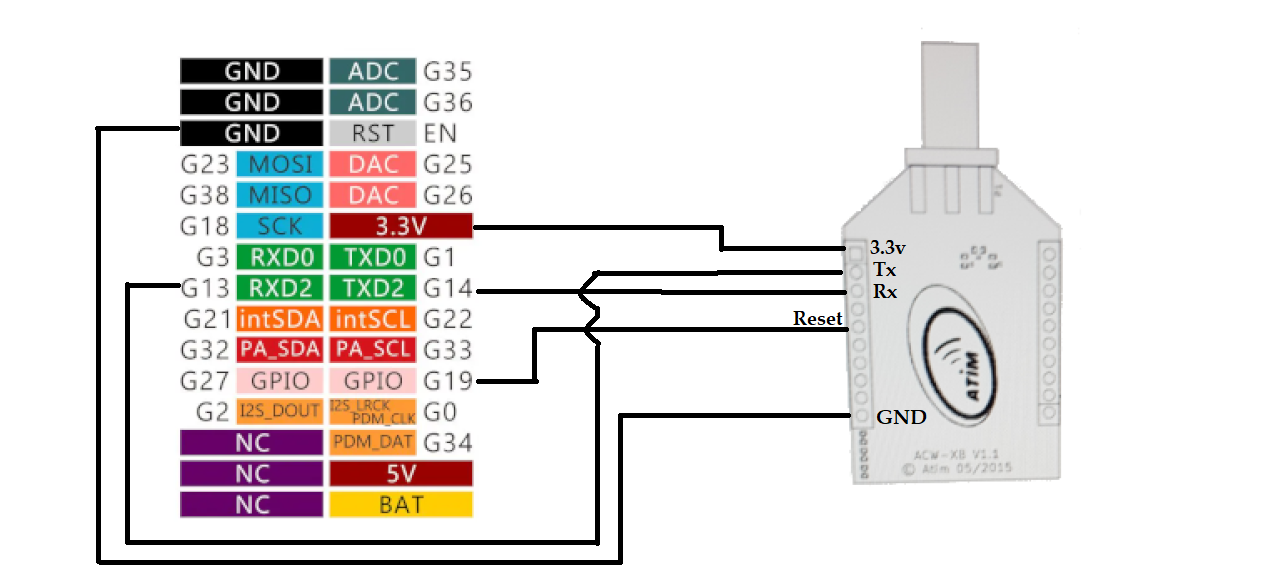 GND ADC G35
GND ADC G36
GND RST EN
G23 MOSI DAC G25
G38 MISO DAC G26
G18 SCK 3.3V
G3 RXD0 TXD0 G1
G13 RXD2 TXD2 G14
G21 intSDA intSCL G22
G32 PA_SDA PA_SCL G33
G27 GPIO GPIO G19
G2 I2S_DOUT I2S_LRCK
PDM_CLK G0
NC PDM_DAT G34
NC 5V
NC BAT
P1
3.3v
Tx
Rx
Reset
GND
ATIM
ACW-X8 V1.1
© Atim 05/2015